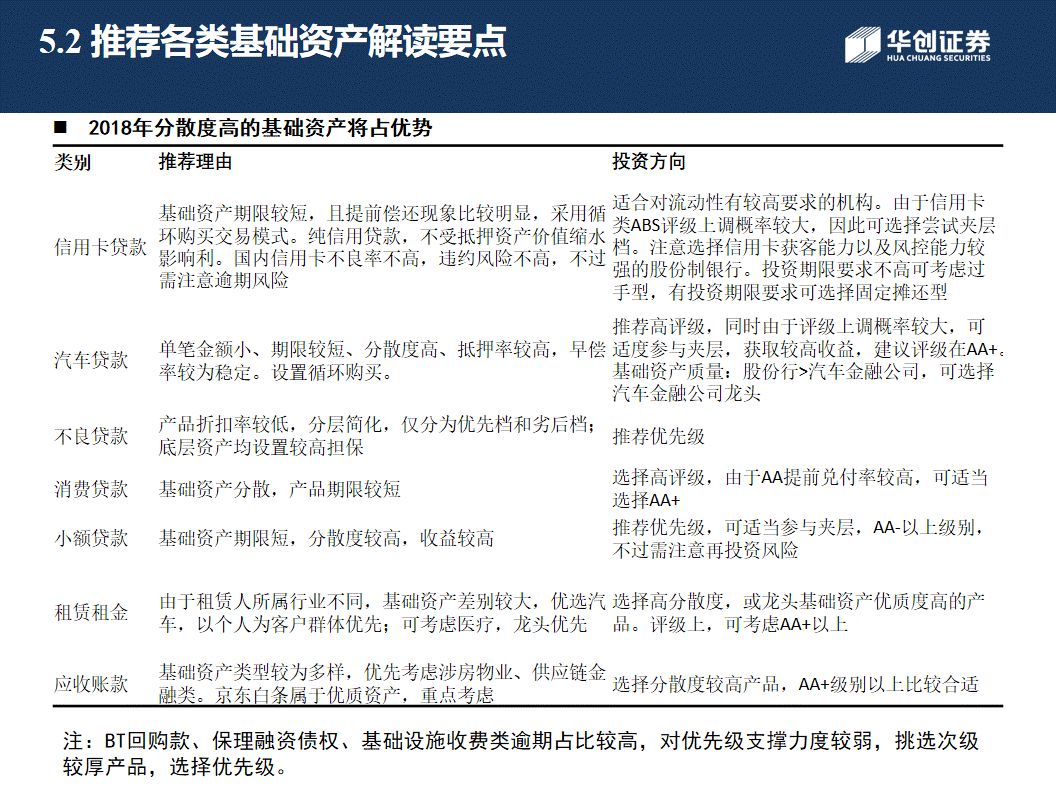 5.2 推荐各类基础资产解读要点
华创证券
HUA CHUANG SECURITIES
■ 2018年分散度高的基础资产将占优势
类别 推荐理由 投资方向
信用卡贷款
基础资产期限较短，且提前偿还现象比较明显，采用循
环购买交易模式。纯信用贷款，不受抵押资产价值缩水
影响利。国内信用卡不良率不高，违约风险不高，不过
需注意逾期风险
适合对流动性有较高要求的机构。由于信用卡
类ABS评级上调概率较大，因此可选择尝试夹层
档。注意选择信用卡获客能力以及风控能力较
强的股份制银行。投资期限要求不高可考虑过
手型，有投资期限要求可选择固定摊还型
汽车贷款
单笔金额小、期限较短、分散度高、抵押率较高，早偿
率较为稳定。设置循环购买。
推荐高评级，同时由于评级上调概率较大，可
适度参与夹层，获取较高收益，建议评级在AA+。
基础资产质量：股份行>汽车金融公司，可选择
汽车金融公司龙头
不良贷款
产品折扣率较低，分层简化，仅分为优先档和劣后档；
底层资产均设置较高担保
推荐优先级
消费贷款
基础资产分散，产品期限较短
选择高评级，由于AA提前兑付率较高，可适当
选择AA+
小额贷款
基础资产期限短，分散度较高，收益较高
推荐优先级，可适当参与夹层，AA-以上级别，
不过需注意再投资风险
租赁租金
由于租赁人所属行业不同，基础资产差别较大，优选汽
车，以个人为客户群体优先；可考虑医疗，龙头优先
选择高分散度，或龙头基础资产优质度高的产
品。评级上，可考虑AA+以上
应收账款
基础资产类型较为多样，优先考虑涉房物业、供应链金
融类。京东白条属于优质资产，重点考虑
选择分散度较高产品，AA+级别以上比较合适
注：BT回购款、保理融资债权、基础设施收费类逾期占比较高，对优先级支撑力度较弱，挑选次级
较厚产品，选择优先级。